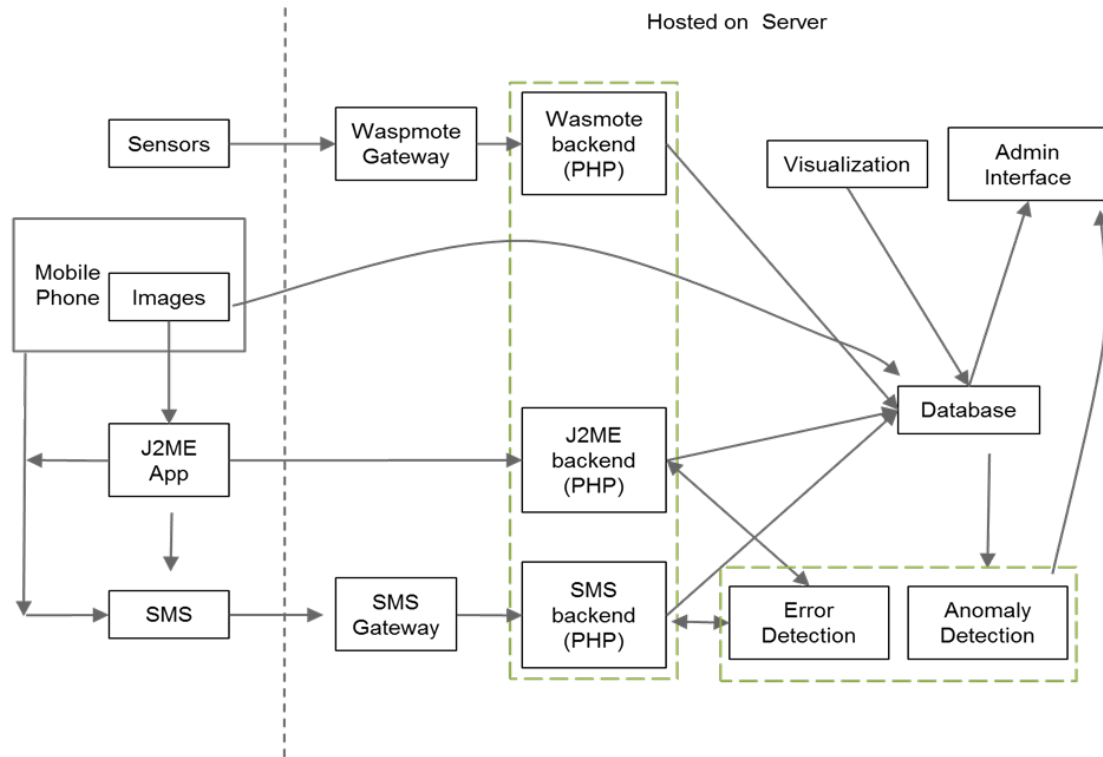 Hosted on Server
Sensors
Waspmote
Gateway
Wasmote
backend
(PHP)
Visualization
Admin
Interface
Mobile
Phone
Images
Database
J2ME
App
J2ME
backend
(PHP)
SMS
SMS
Gateway
SMS
backend
(PHP)
Error
Detection
Anomaly
Detection